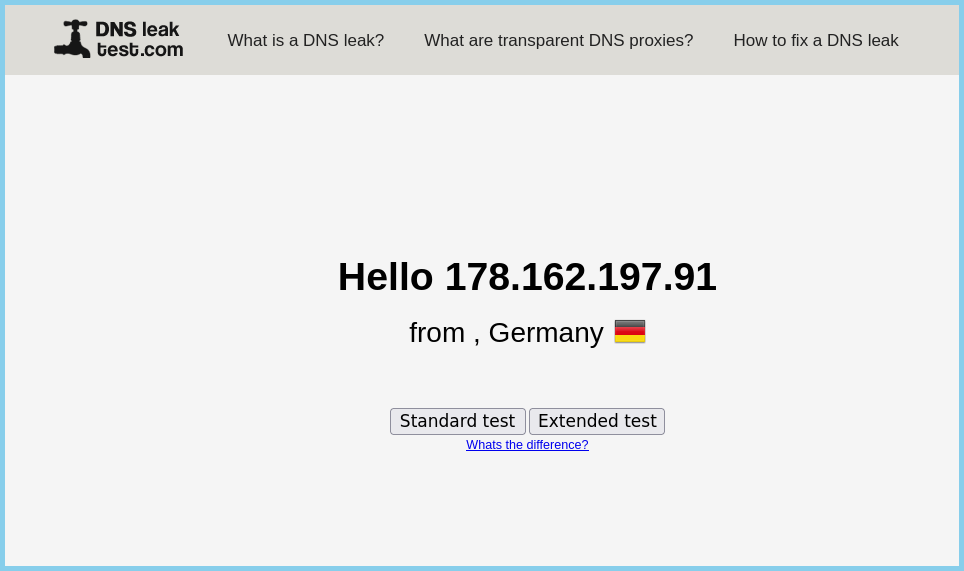 DNS leak
test.com
What is a DNS leak? What are transparent DNS proxies? How to fix a DNS leak
Hello 178.162.197.91
from , Germany
Standard test Extended test
Whats the difference?